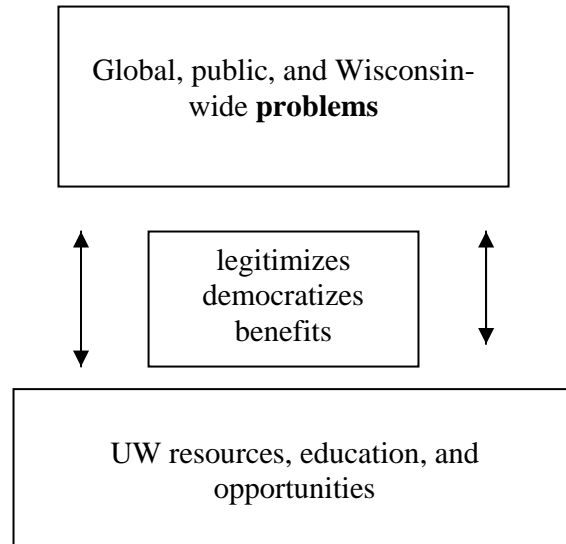 Global, public, and Wisconsin-
wide problems
legitimizes
democratizes
benefits
UW resources, education, and
opportunities